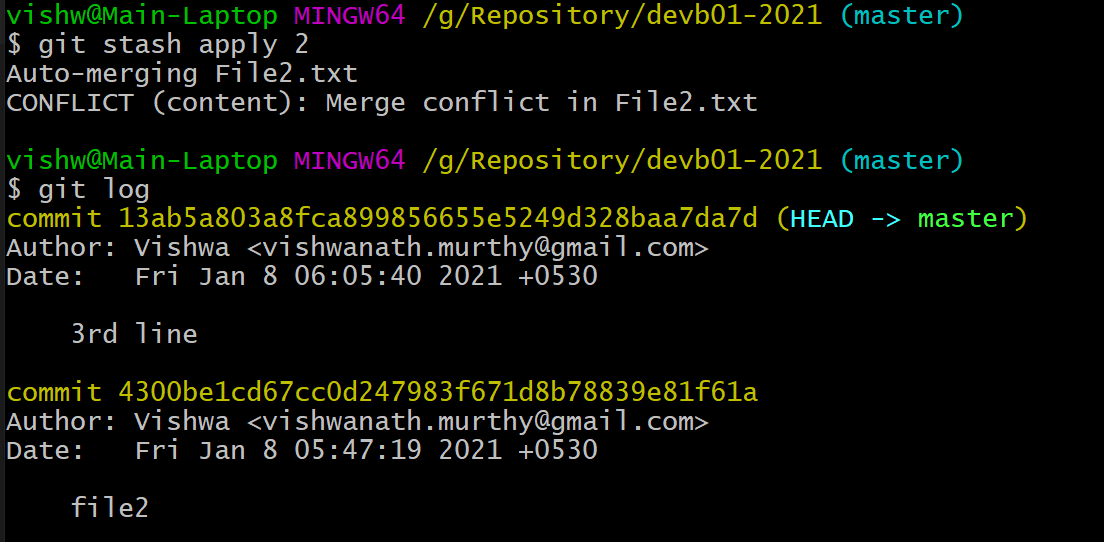 vishw@Main-Laptop MINGW64 /g/Repository/devb01-2021 (master)
$ git stash apply 2
Auto-merging File2.txt
CONFLICT (content): Merge conflict in File2.txt
vishw@Main-Laptop MINGW64 /g/Repository/devb01-2021 (master)
$ git log
commit 13ab5a803a8fca899856655e5249d328baa7da7d (HEAD -> master)
Author: Vishwa <vishwanath.murthy@gmail.com>
Date:   Fri Jan 8 06:05:40 2021 +0530
3rd line
commit 4300be1cd67cc0d247983f671d8b78839e81f61a
Author: Vishwa <vishwanath.murthy@gmail.com>
Date:   Fri Jan 8 05:47:19 2021 +0530
file2